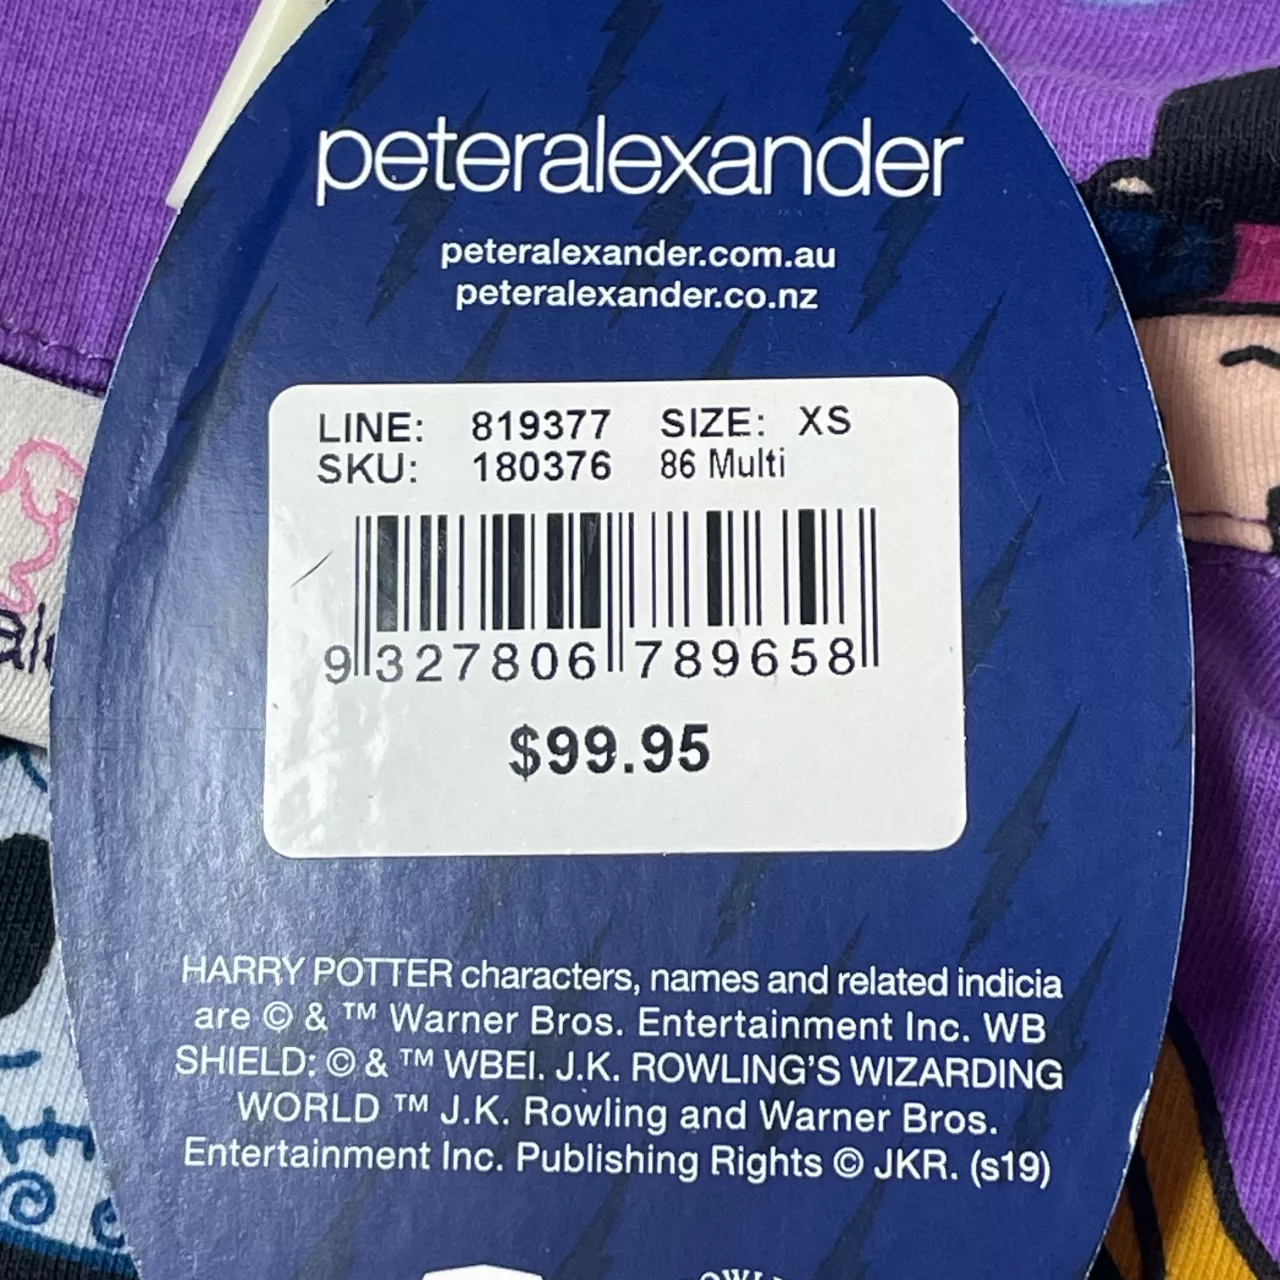 peteralexander
peteralexander.com.au
peteralexander.co.nz
LINE: 819377 SIZE: XS
SKU: 180376 86 Multi
9 327806 789658
$99.95
HARRY POTTER characters, names and related indicia
are © & ™ Warner Bros. Entertainment Inc. WB
SHIELD: © & ™ WBEI. J.K. ROWLING'S WIZARDING
WORLD ™ J.K. Rowling and Warner Bros.
Entertainment Inc. Publishing Rights © JKR. (s19)